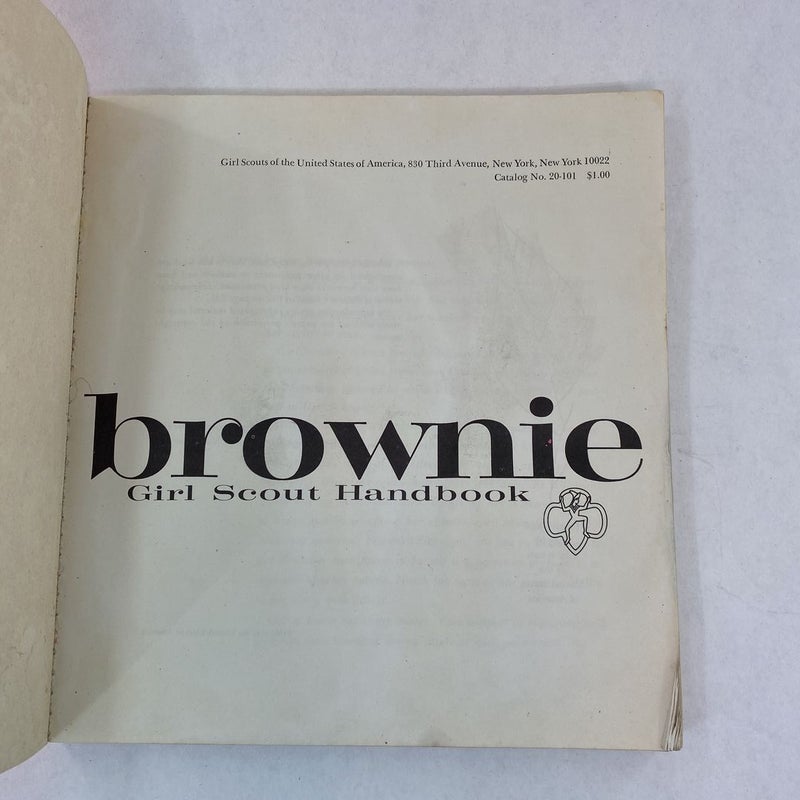 Girl Scouts of the United States of America, 830 Third Avenue, New York, New York 10022
Catalog No. 20-101 $1.00
brownie
Girl Scout Handbook